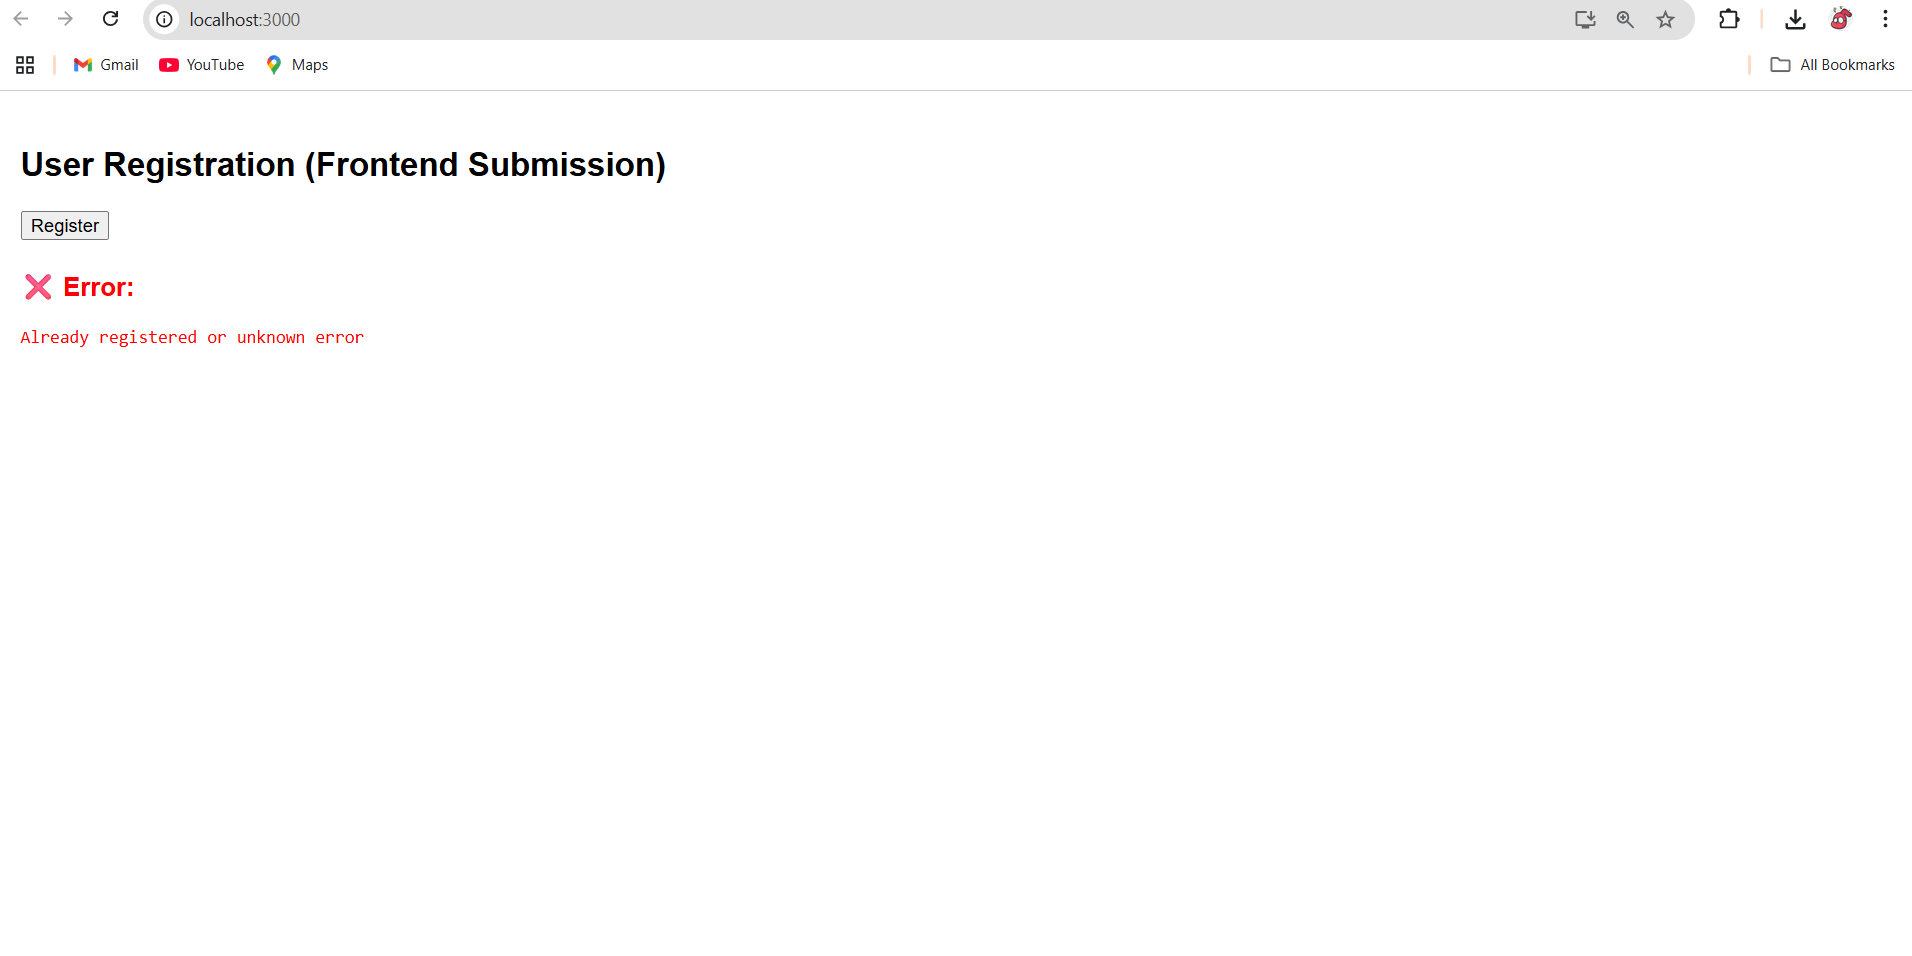 localhost:3000
Gmail YouTube Maps All Bookmarks
User Registration (Frontend Submission)
Register
❌ Error:
Already registered or unknown error